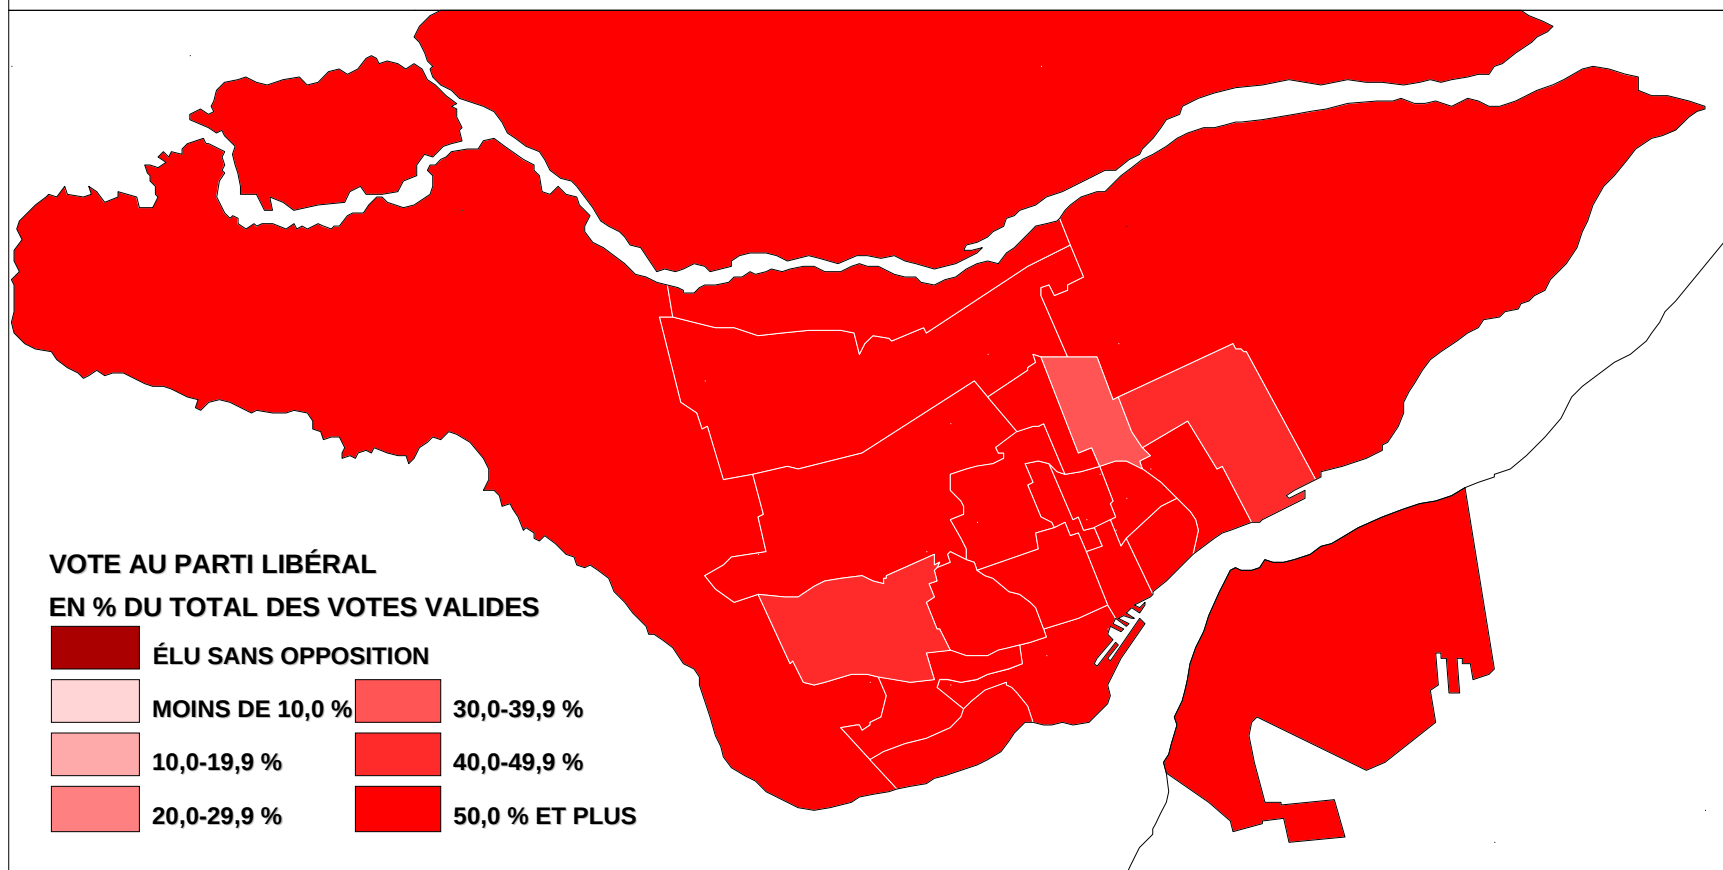 VOTE AU PARTI LIBÉRAL
EN % DU TOTAL DES VOTES VALIDES
ÉLU SANS OPPOSITION
MOINS DE 10,0 %
30,0-39,9 %
10,0-19,9 %
40,0-49,9 %
20,0-29,9 %
50,0 % ET PLUS